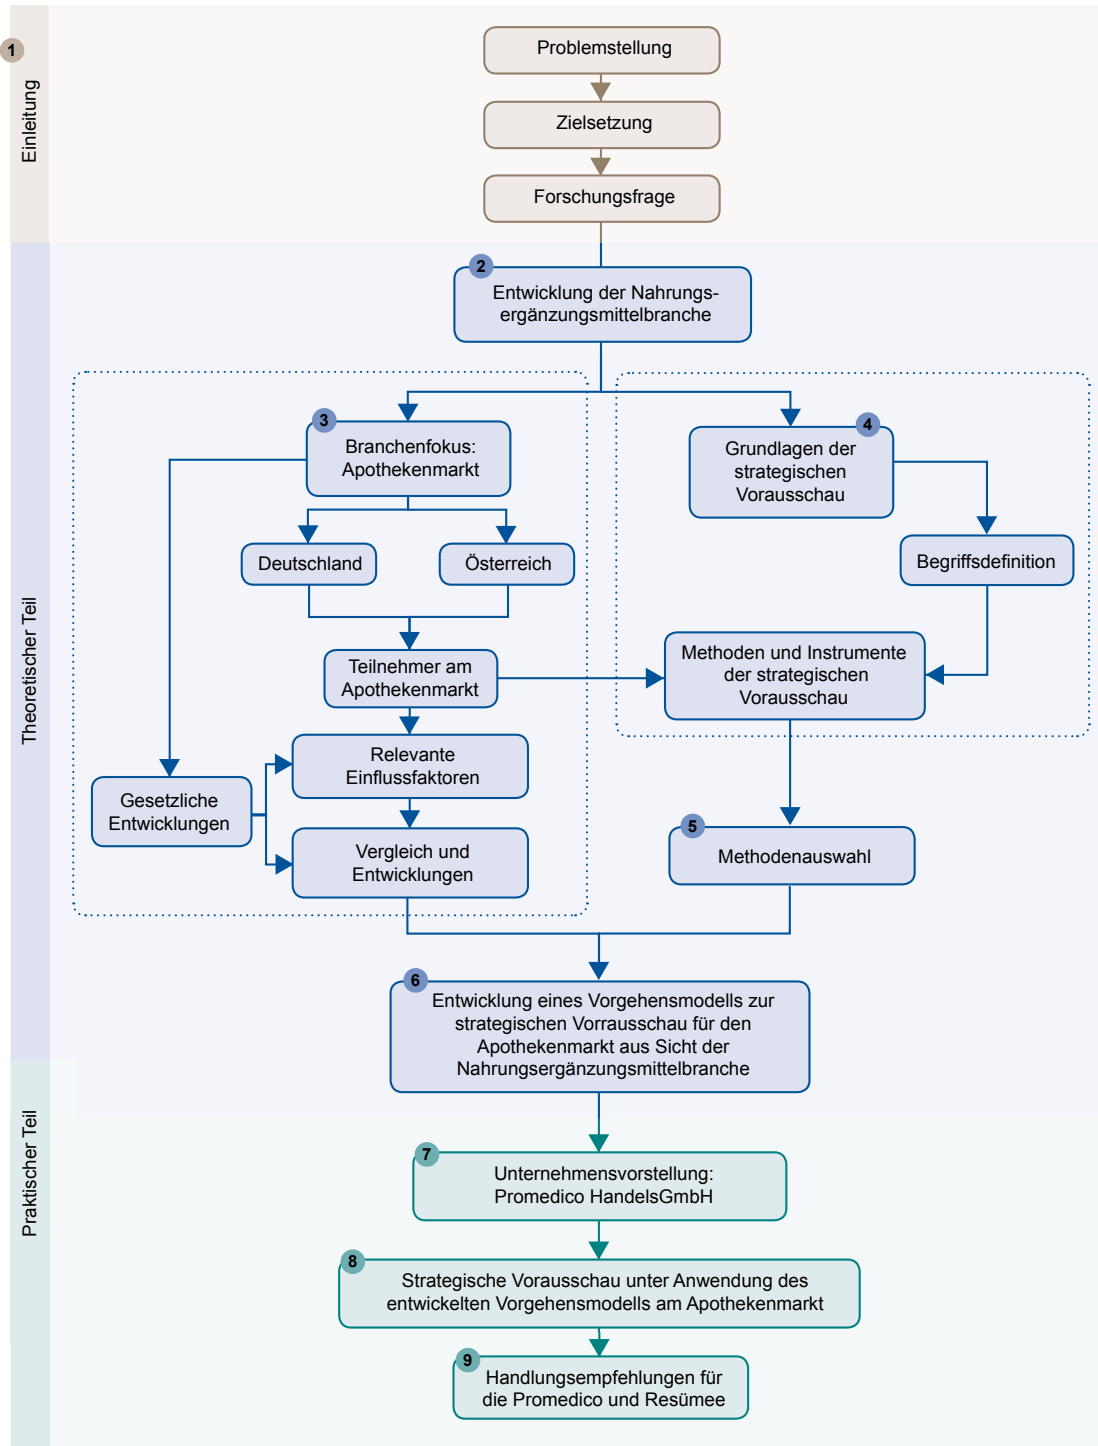 1
Einleitung
Problemstellung
Zielsetzung
Forschungsfrage
Theoretischer Teil
2
Entwicklung der Nahrungs-
ergänzungsmittelbranche
3
Branchenfokus:
Apothekenmarkt
4
Grundlagen der
strategischen
Vorausschau
Deutschland
Österreich
Begriffsdefinition
Teilnehmer am
Apothekenmarkt
Methoden und Instrumente
der strategischen
Vorausschau
Relevante
Einflussfaktoren
Gesetzliche
Entwicklungen
Vergleich und
Entwicklungen
5
Methodenauswahl
6
Entwicklung eines Vorgehensmodells zur
strategischen Vorrausschau für den
Apothekenmarkt aus Sicht der
Nahrungsergänzungsmittelbranche
Praktischer Teil
7
Unternehmensvorstellung:
Promedico HandelsGmbH
8
Strategische Vorausschau unter Anwendung des
entwickelten Vorgehensmodells am Apothekenmarkt
9
Handlungsempfehlungen für
die Promedico und Resümee